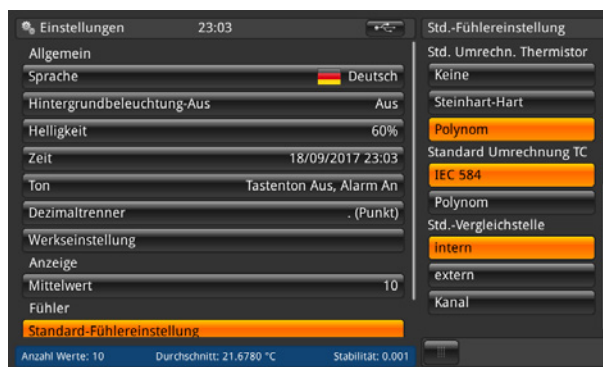 Einstellungen 23:03
Allgemein
Sprache Deutsch
Hintergrundbeleuchtung-Aus Aus
Helligkeit 60%
Zeit 18/09/2017 23:03
Ton Tastenton Aus, Alarm An
Dezimaltrenner . (Punkt)
Werkseinstellung
Anzeige
Mittelwert 10
Fühler
Standard-Fühlereinstellung
Anzahl Werte: 10 Durchschnitt: 21.6780 °C Stabilität: 0.001
Std.-Fühlereinstellung
Std. Umrechn. Thermistor
Keine
Steinhart-Hart
Polynom
Standard Umrechnung TC
IEC 584
Polynom
Std.-Vergleichstelle
intern
extern
Kanal